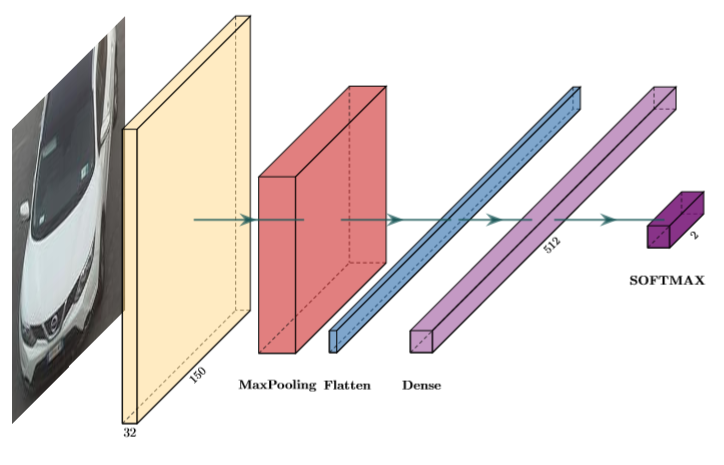 32
150
MaxPooling
Flatten
Dense
512
2
SOFTMAX